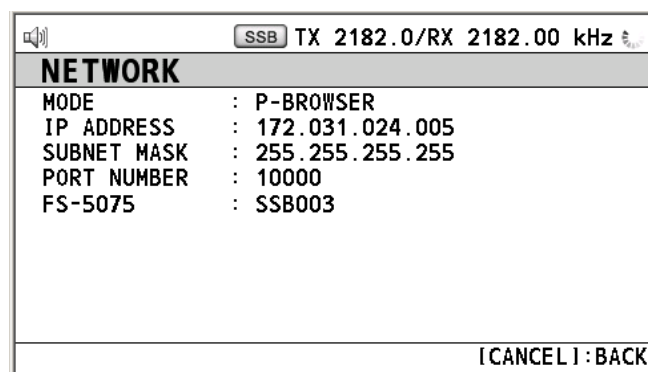 SSB TX 2182.0/RX 2182.00 kHz
NETWORK
MODE : P-BROWSER
IP ADDRESS : 172.031.024.005
SUBNET MASK : 255.255.255.255
PORT NUMBER : 10000
FS-5075 : SSB003
[CANCEL]:BACK